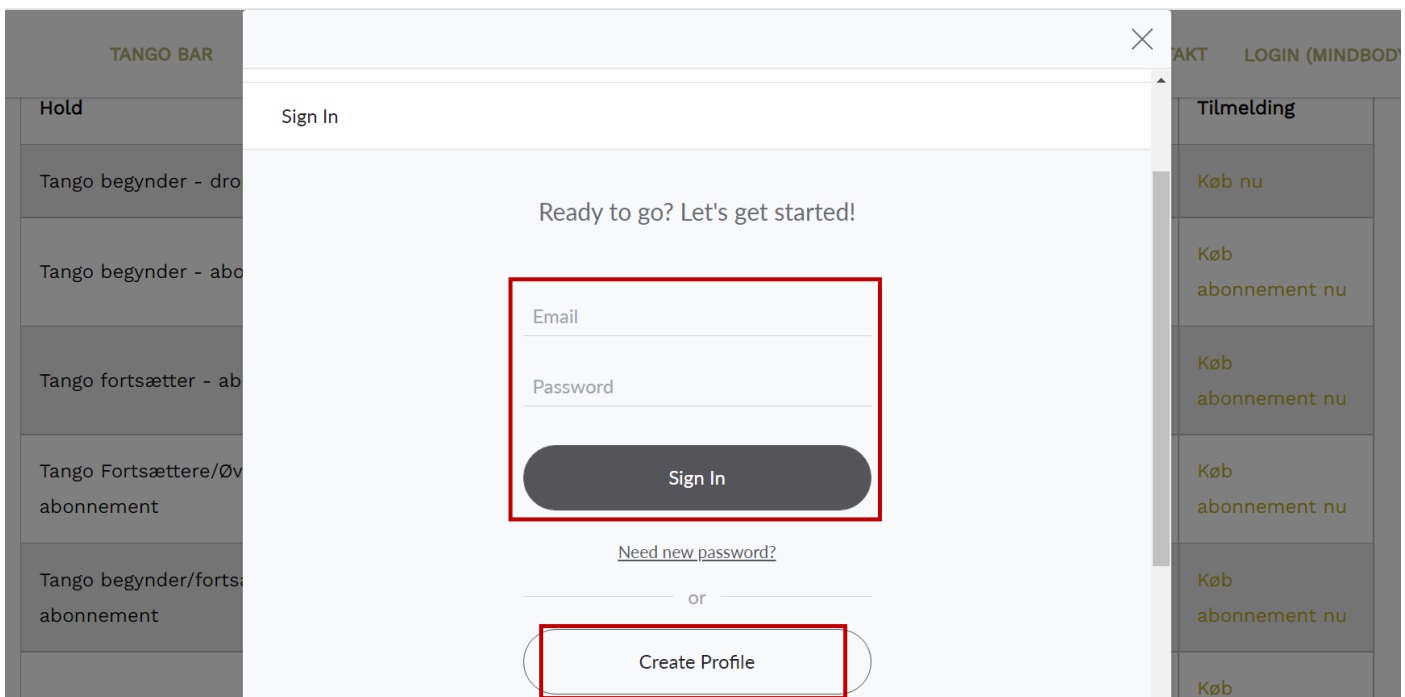 TANGO BAR
LOGIN (MINDBODY
Hold
Tilmelding
Sign In
Tango begynder - dro
Køb nu
Ready to go? Let's get started!
Tango begynder - abo
Køb
abonnement nu
Email
Tango fortsætter - ab
Køb
abonnement nu
Password
Tango Fortsættere/Øv
abonnement
Køb
abonnement nu
Sign In
Need new password?
or
Tango begynder/forts
abonnement
Køb
abonnement nu
Create Profile
Køb